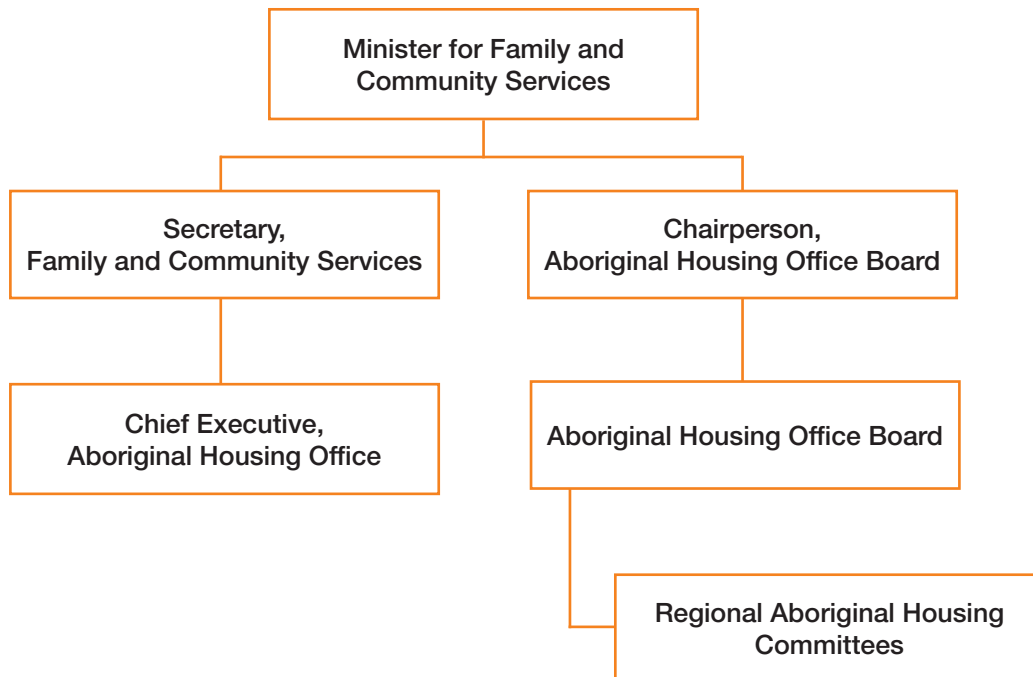 Minister for Family and
Community Services
Secretary,
Family and Community Services
Chairperson,
Aboriginal Housing Office Board
Chief Executive,
Aboriginal Housing Office
Aboriginal Housing Office Board
Regional Aboriginal Housing
Committees